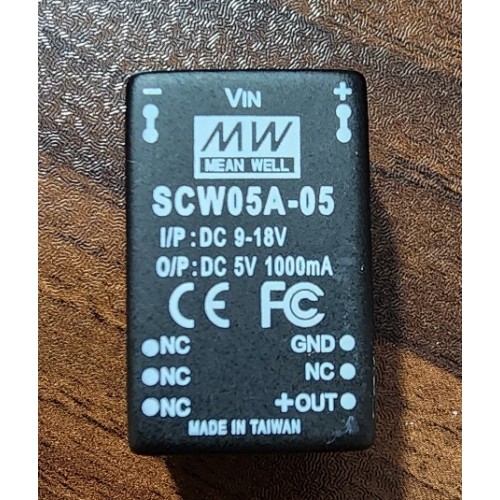 - VIN +
MW
MEAN WELL
SCW05A-05
I/P : DC 9-18V
O/P : DC 5V 1000mA
CE FC
NC GND
NC NC
NC +OUT
MADE IN TAIWAN